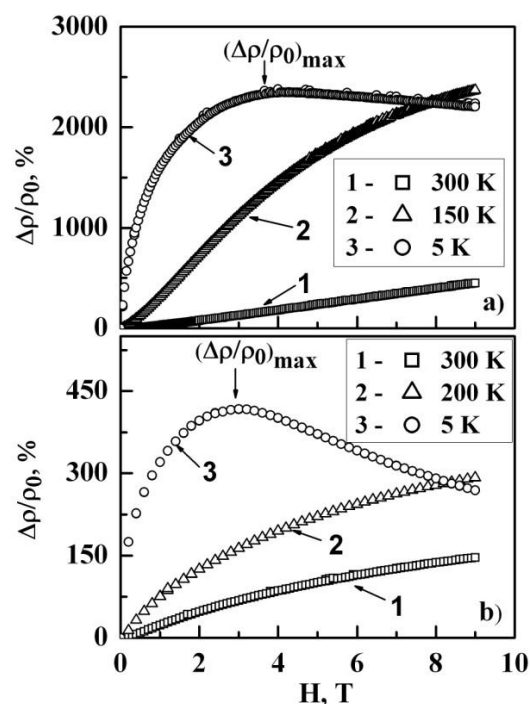 3000
2000
1000
0
Δρ/ρ₀, %
(Δρ/ρ₀)max
3
2
1
1 - □ 300 K
2 - △ 150 K
3 - ○ 5 K
a)
450
300
150
0
Δρ/ρ₀, %
(Δρ/ρ₀)max
3
2
1
1 - □ 300 K
2 - △ 200 K
3 - ○ 5 K
b)
0 2 4 6 8 10
H, T